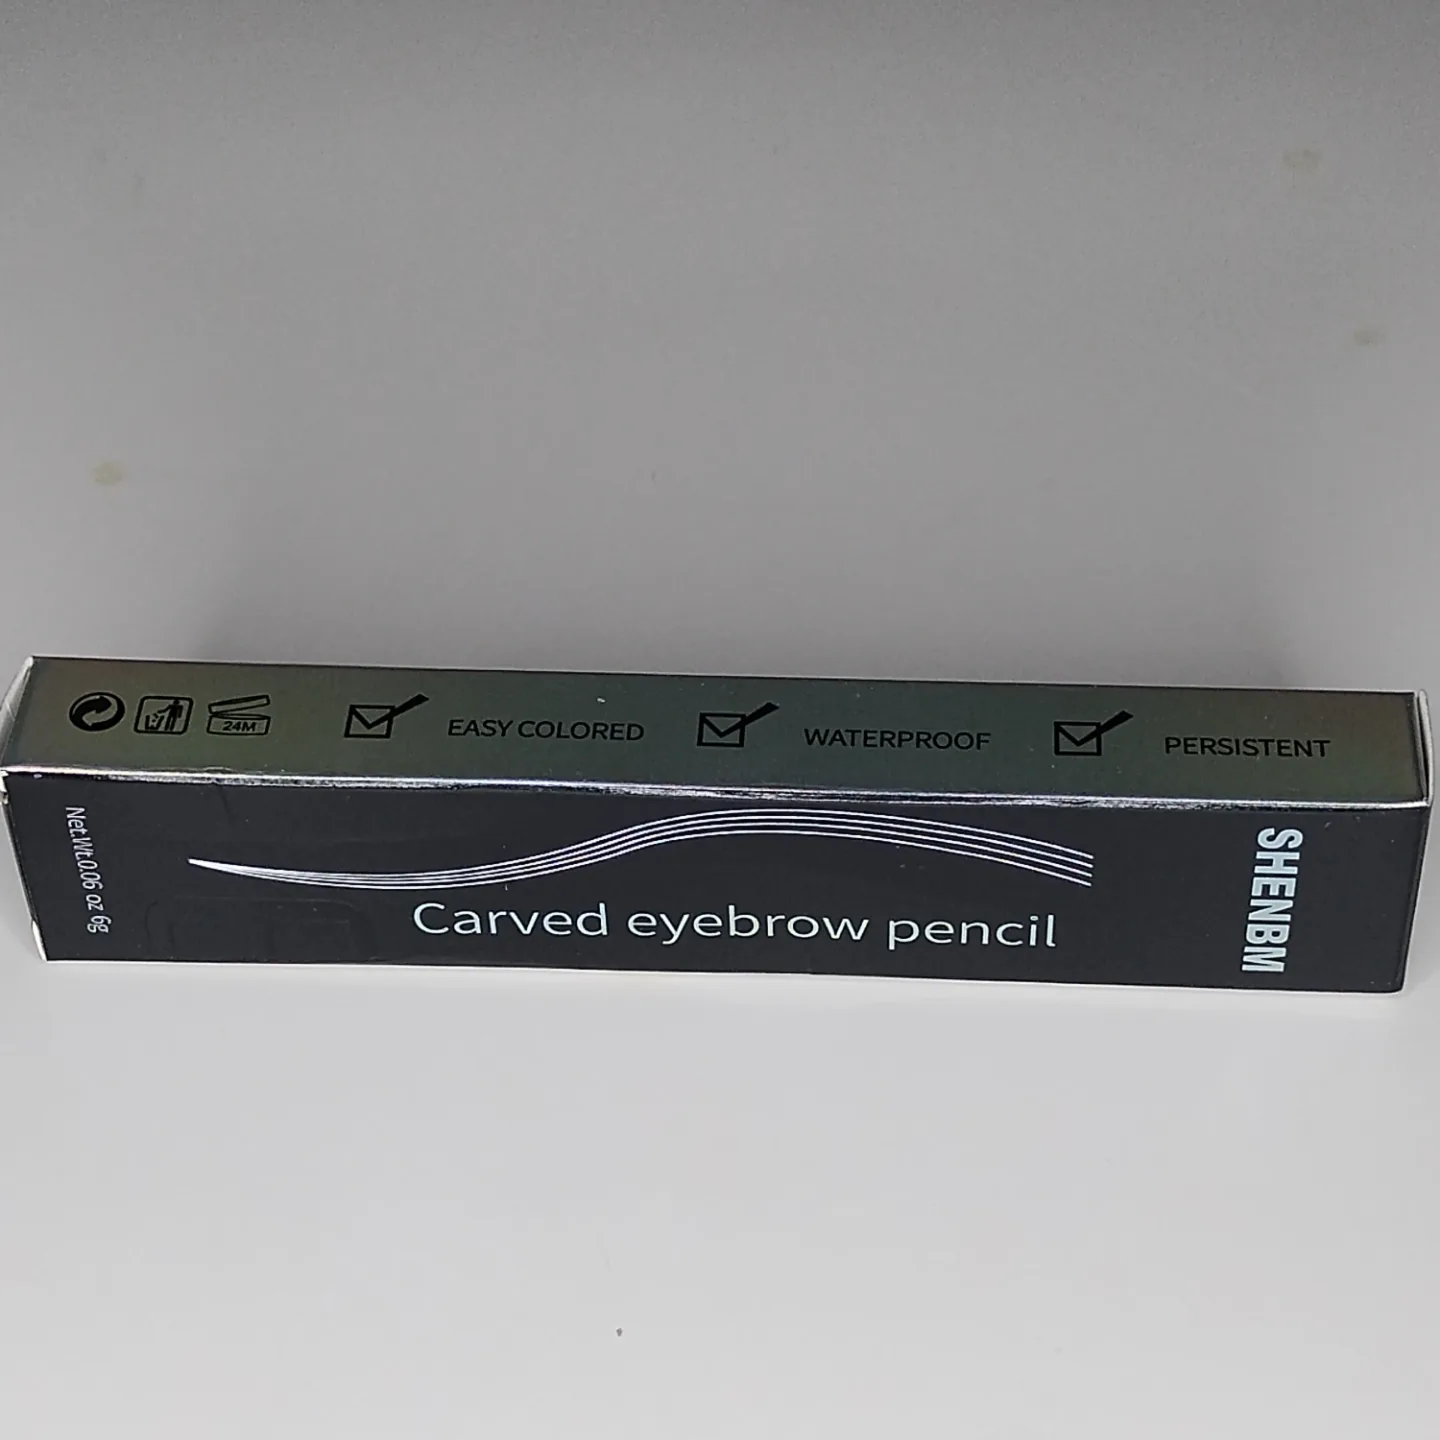 24M
EASY COLORED
WATERPROOF
PERSISTENT
Net.Wt.0.06 oz 6g
Carved eyebrow pencil
SHENBM